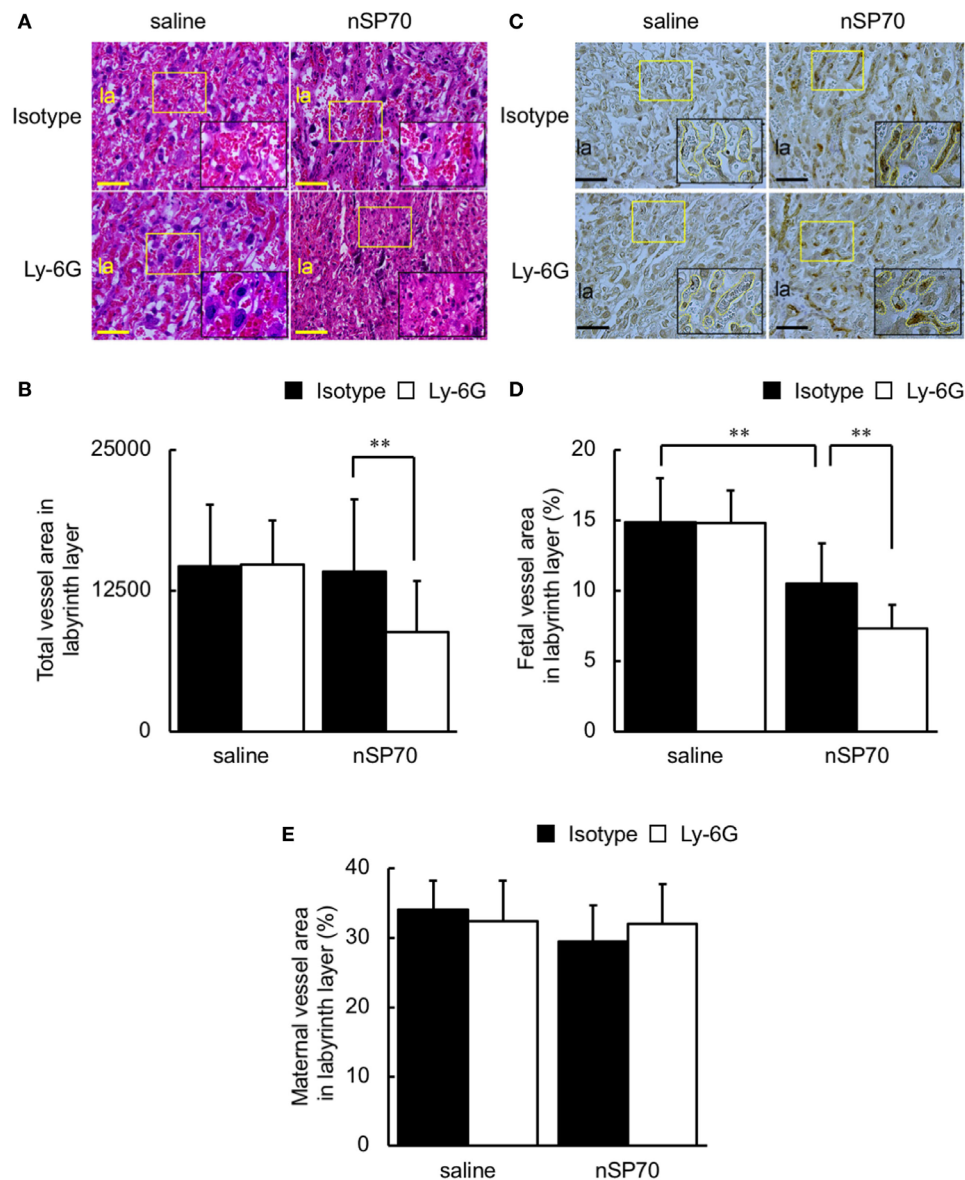 A
saline
nSP70
Isotype
la
la
Ly-6G
la
C
saline
nSP70
Isotype
la
la
Ly-6G
la
la
B
Isotype Ly-6G
Total vessel area in
labyrinth layer
25000
12500
0
**
saline
nSP70
D
Isotype Ly-6G
Fetal vessel area
in labyrinth layer (%)
20
15
10
5
0
**
**
saline
nSP70
E
Isotype Ly-6G
Maternal vessel area
in labyrinth layer (%)
40
30
20
10
0
saline
nSP70